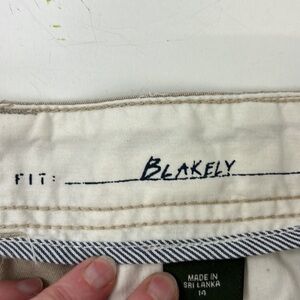 FIT: BLAKELY
MADE IN
SRI LANKA
14